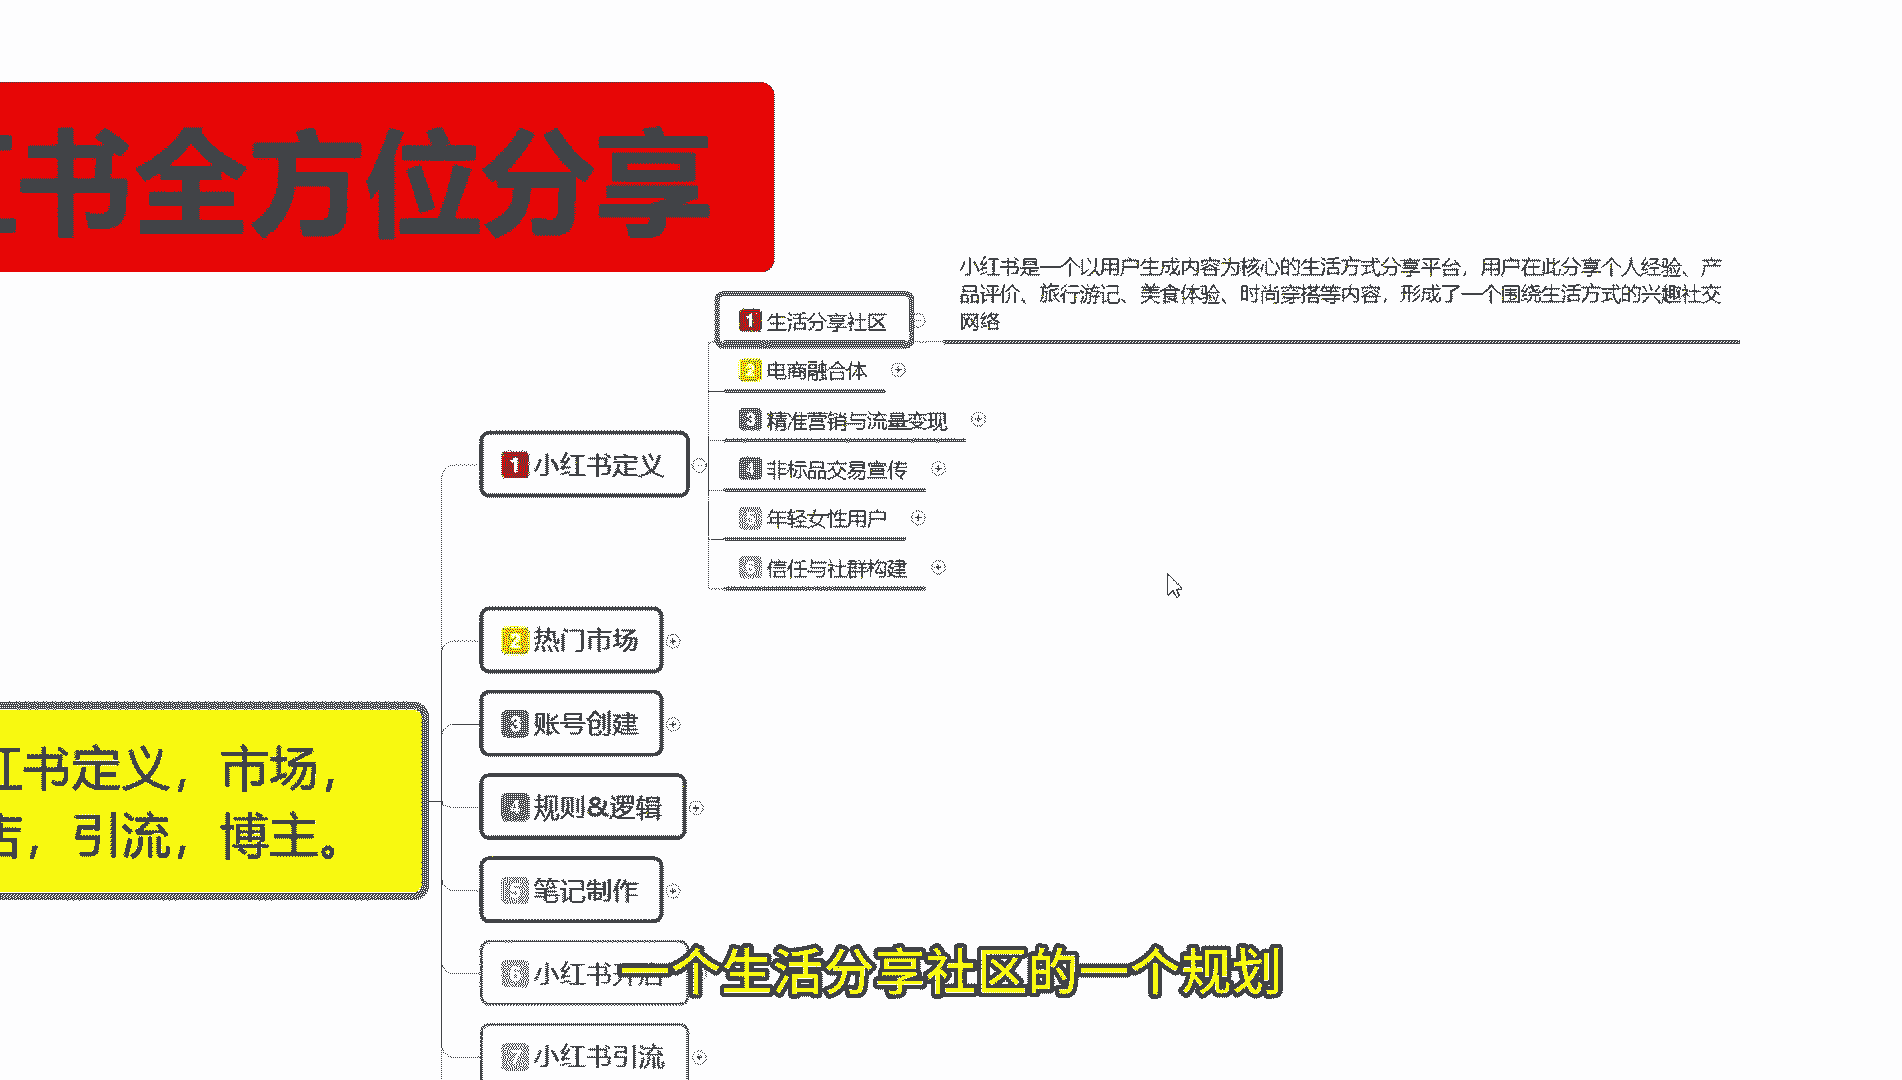 书全方位分享
小红书是一个以用户生成内容为核心的生活方式分享平台，用户在此分享个人经验、产
品评价、旅行游记、美食体验、时尚穿搭等内容，形成了一个围绕生活方式的兴趣社交
网络
1 生活分享社区
2 电商融合体
3 精准营销与流量变现
4 非标品交易宣传
5 年轻女性用户
6 信任与社群构建
1 小红书定义
2 热门市场
3 账号创建
4 规则&逻辑
5 笔记制作
6 小红书开店
7 小红书引流
红书定义，市场，
店，引流，博主。
一个生活分享社区的一个规划